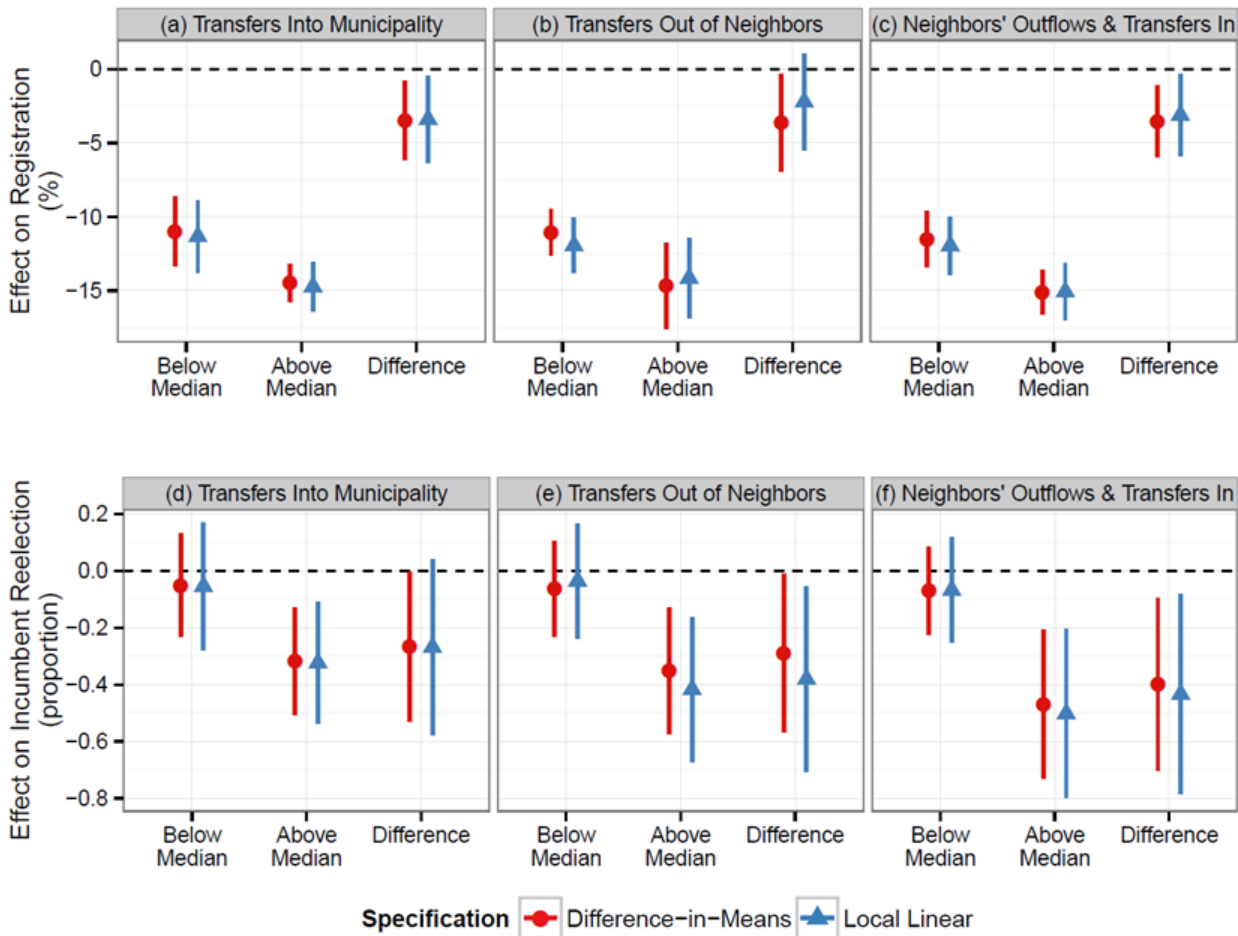 (a) Transfers Into Municipality
(b) Transfers Out of Neighbors
(c) Neighbors' Outflows & Transfers In
Effect on Registration
(%)
0
−5
−10
−15
Below
Median
Above
Median
Difference
Below
Median
Above
Median
Difference
Below
Median
Above
Median
Difference
(d) Transfers Into Municipality
(e) Transfers Out of Neighbors
(f) Neighbors' Outflows & Transfers In
Effect on Incumbent Reelection
(proportion)
0.2
0.0
−0.2
−0.4
−0.6
−0.8
Below
Median
Above
Median
Difference
Below
Median
Above
Median
Difference
Below
Median
Above
Median
Difference
Specification Difference−in−Means Local Linear